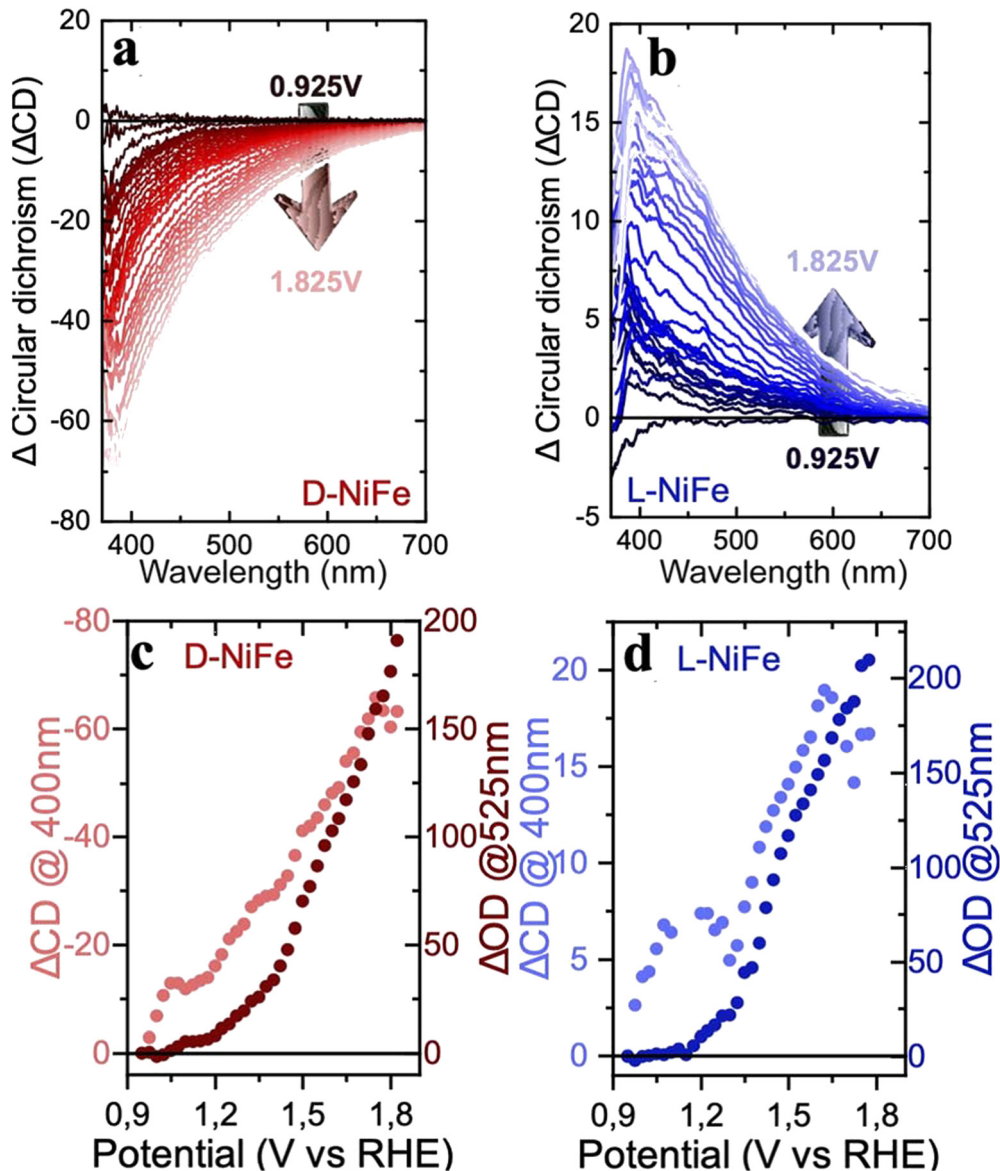 a
Δ Circular dichroism (ΔCD)
20
0
-20
-40
-60
-80
0.925V
1.825V
D-NiFe
400 500 600 700
Wavelength (nm)
b
Δ Circular dichroism (ΔCD)
20
15
10
5
0
-5
1.825V
0.925V
L-NiFe
400 500 600 700
Wavelength (nm)
c D-NiFe
ΔCD @ 400nm
-80
-60
-40
-20
0
200
150
100
50
0
ΔOD @525nm
0,9 1,2 1,5 1,8
Potential (V vs RHE)
d L-NiFe
ΔCD @ 400nm
20
15
10
5
0
200
150
100
50
0
ΔOD @525nm
0,9 1,2 1,5 1,8
Potential (V vs RHE)